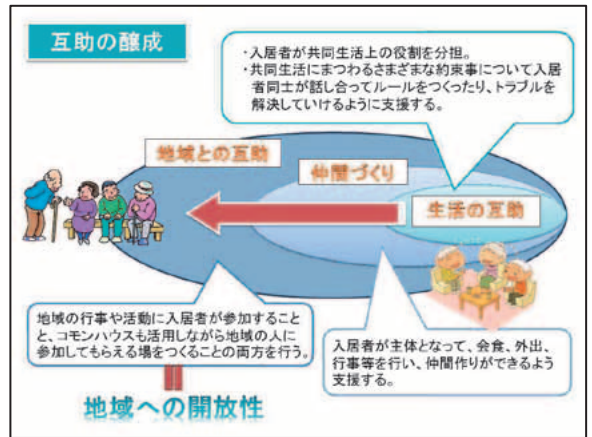 互助の醸成
・入居者が共同生活上の役割を分担。
・共同生活にまつわるさまざまな約束事について入居
者同士が話し合ってルールをつくったり、トラブルを
解決していけるように支援する。
地域との互助
仲間づくり
生活の互助
地域の行事や活動に入居者が参加すること
と、コモンハウスも活用しながら地域の人に
参加してもらえる場をつくることの両方を行う。
入居者が主体となって、会食、外出、
行事等を行い、仲間作りができるよう
支援する。
地域への開放性